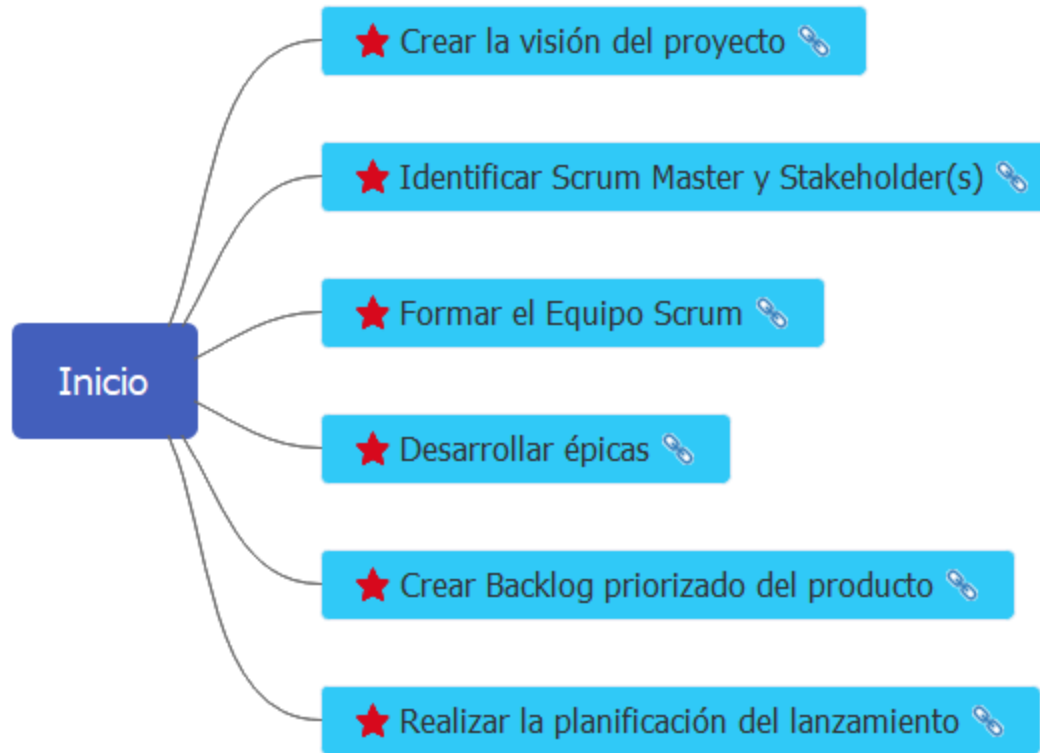 Crear la visión del proyecto
Identificar Scrum Master y Stakeholder(s)
Formar el Equipo Scrum
Inicio
Desarrollar épicas
Crear Backlog priorizado del producto
Realizar la planificación del lanzamiento